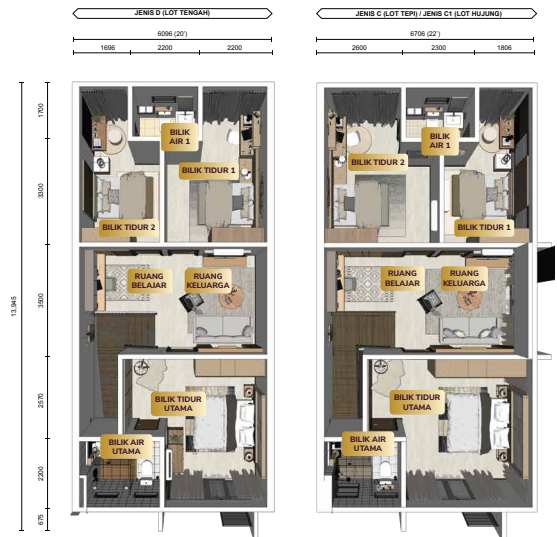 JENIS D (LOT TENGAH)
6096 (20')
1696
2200
2200
JENIS C (LOT TEPI) / JENIS C1 (LOT HUJUNG)
6706 (22')
2600
2300
1806
13,945
1700
3300
3500
2570
2200
675
BILIK
AIR 1
BILIK TIDUR 1
BILIK TIDUR 2
RUANG
BELAJAR
RUANG
KELUARGA
BILIK TIDUR
UTAMA
BILIK AIR
UTAMA
BILIK
AIR 1
BILIK TIDUR 2
BILIK TIDUR 1
RUANG
BELAJAR
RUANG
KELUARGA
BILIK TIDUR
UTAMA
BILIK AIR
UTAMA